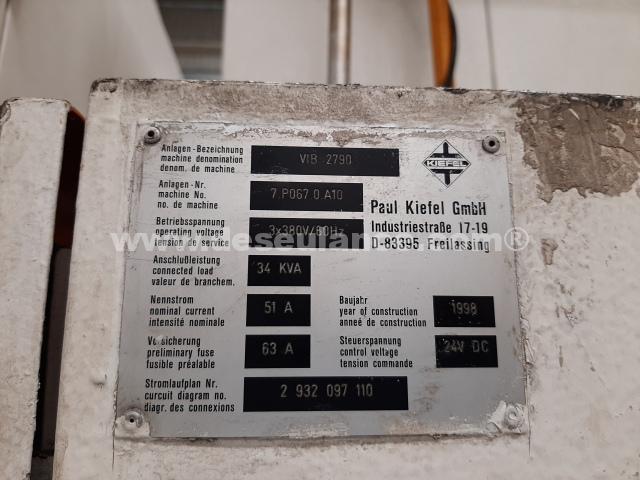 Anlagen-Bezeichnung
machine denomination
denom. de machine
VIB 2790
KIEFEL
Anlagen-Nr.
machine No.
no. de machine
7.P067.0.A10
Paul Kiefel GmbH
Industriestraße 17-19
D-83395 Freilassing
Betriebsspannung
operating voltage
tension de service
3x380V/60Hz
Anschlußleistung
connected load
valeur de branchem.
34 KVA
Nennstrom
nominal current
intensité nominale
51 A
Baujahr
year of construction
anneé de construction
1998
Vorsicherung
preliminary fuse
fusible préalable
63 A
Steuerspannung
control voltage
tension commande
24V DC
Stromlaufplan Nr.
curcuit diagram no.
diagr. des connexions
2 932 097 110